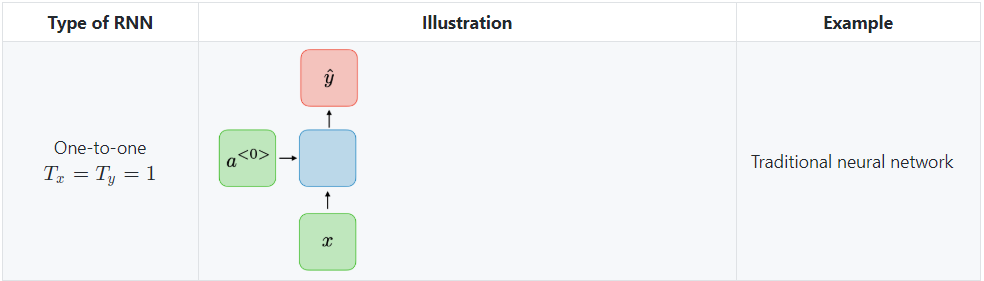 Type of RNN Illustration Example
ŷ
One-to-one
a<0>
Traditional neural network
Tx = Ty = 1
x